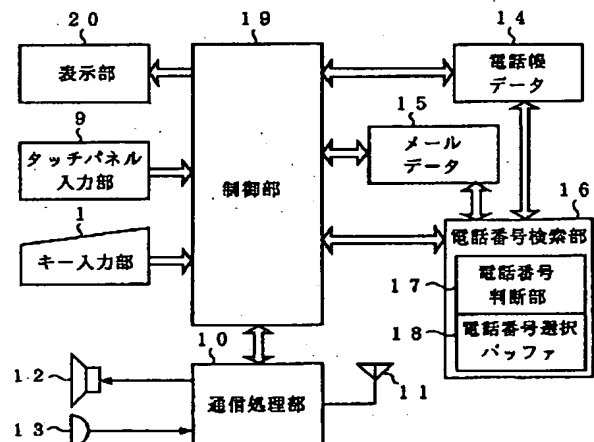 20
表示部
9
タッチパネル
入力部
1
キー入力部
19
制御部
14
電話帳
データ
15
メール
データ
16
電話番号検索部
17
電話番号
判断部
18
電話番号選択
バッファ
10
通信処理部
11
12
13